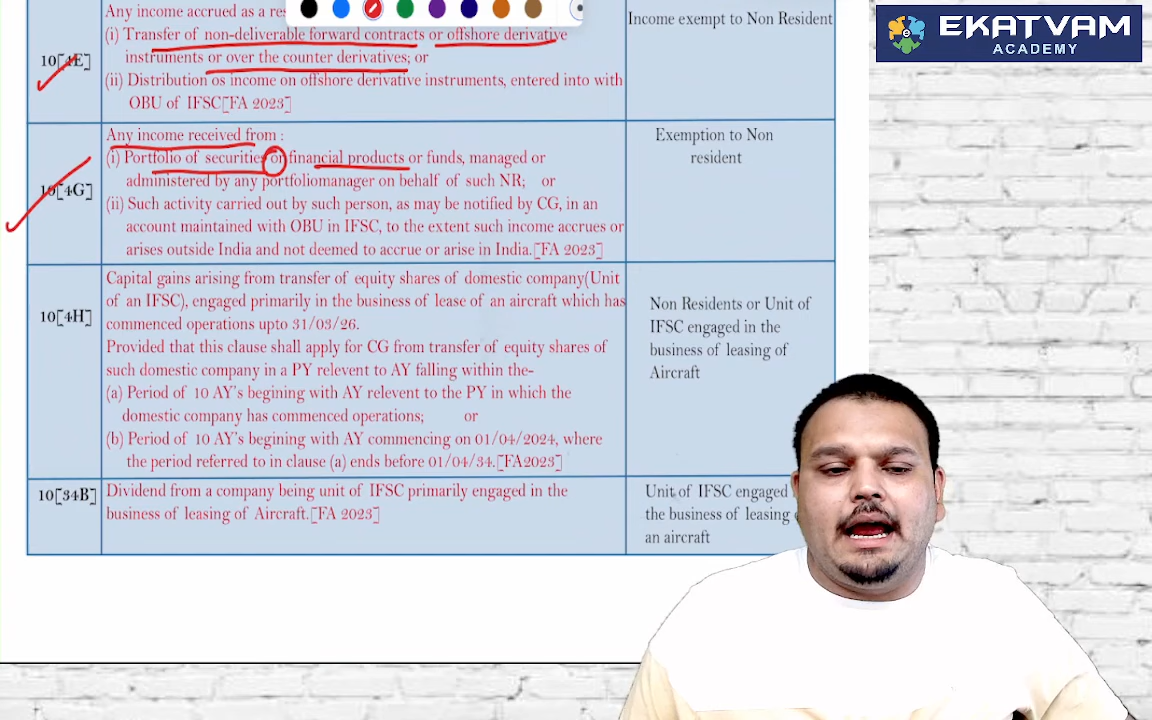 EKATVAM
ACADEMY
10[4E]
Any income accrued as a
(i) Transfer of non-deliverable forward contracts or offshore derivative
instruments or over the counter derivatives; or
(ii) Distribution os income on offshore derivative instruments, entered into with
OBU of IFSC[FA 2023]
Income exempt to Non Resident
10[4G]
Any income received from :
(i) Portfolio of securities or financial products or funds, managed or
administered by any portfoliomanager on behalf of such NR; or
(ii) Such activity carried out by such person, as may be notified by CG, in an
account maintained with OBU in IFSC, to the extent such income accrues or
arises outside India and not deemed to accrue or arise in India.[FA 2023]
Exemption to Non
resident
10[4H]
Capital gains arising from transfer of equity shares of domestic company(Unit
of an IFSC), engaged primarily in the business of lease of an aircraft which has
commenced operations upto 31/03/26.
Provided that this clause shall apply for CG from transfer of equity shares of
such domestic company in a PY relevent to AY falling within the-
(a) Period of 10 AY's begining with AY relevent to the PY in which the
domestic company has commenced operations; or
(b) Period of 10 AY's begining with AY commencing on 01/04/2024, where
the period referred to in clause (a) ends before 01/04/34.[FA2023]
Non Residents or Unit of
IFSC engaged in the
business of leasing of
Aircraft
10[34B]
Dividend from a company being unit of IFSC primarily engaged in the
business of leasing of Aircraft.[FA 2023]
Unit of IFSC engaged
the business of leasing
an aircraft